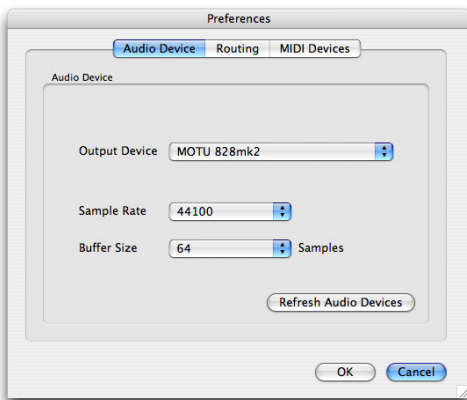 Preferences
Audio Device Routing MIDI Devices
Audio Device
Output Device MOTU 828mk2
Sample Rate 44100
Buffer Size 64 Samples
Refresh Audio Devices
OK Cancel